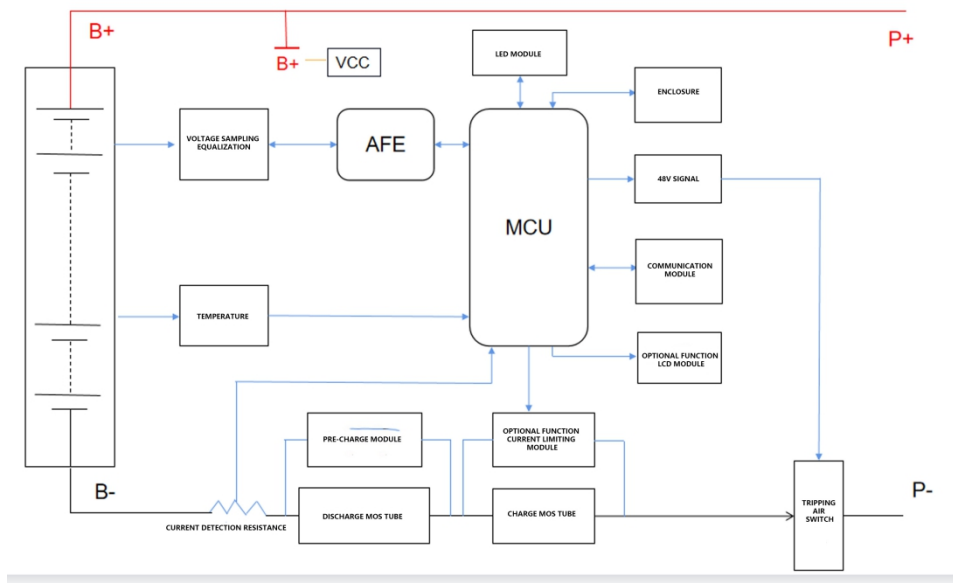 B+
P+
B+
VCC
LED MODULE
ENCLOSURE
VOLTAGE SAMPLING
EQUALIZATION
AFE
48V SIGNAL
MCU
COMMUNICATION
MODULE
TEMPERATURE
OPTIONAL FUNCTION
LCD MODULE
PRE-CHARGE MODULE
OPTIONAL FUNCTION
CURRENT LIMITING
MODULE
B-
P-
TRIPPING
AIR
SWITCH
CURRENT DETECTION RESISTANCE
DISCHARGE MOS TUBE
CHARGE MOS TUBE